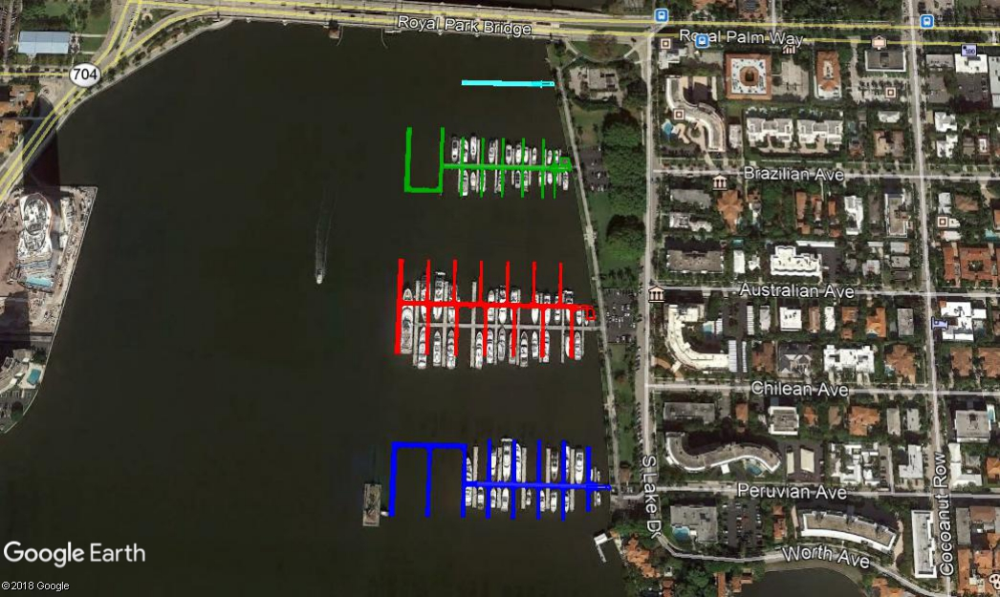 Royal Park Bridge
Royal Palm Way
704
Brazilian Ave
Australian Ave
Chilean Ave
S Lake Dr
Cocoanut Row
Peruvian Ave
Worth Ave
Google Earth
© 2018 Google